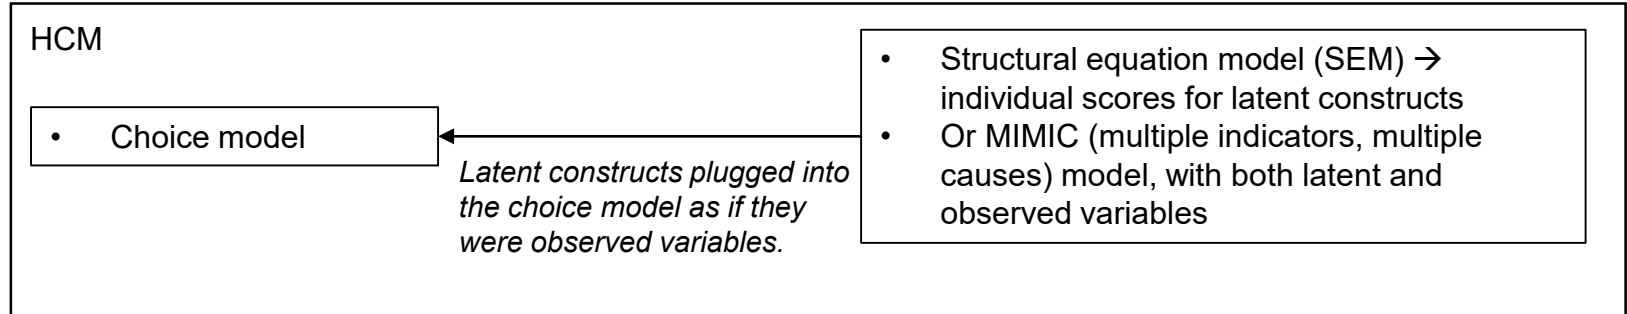 HCM
• Choice model
Latent constructs plugged into
the choice model as if they
were observed variables.
• Structural equation model (SEM) →
individual scores for latent constructs
• Or MIMIC (multiple indicators, multiple
causes) model, with both latent and
observed variables